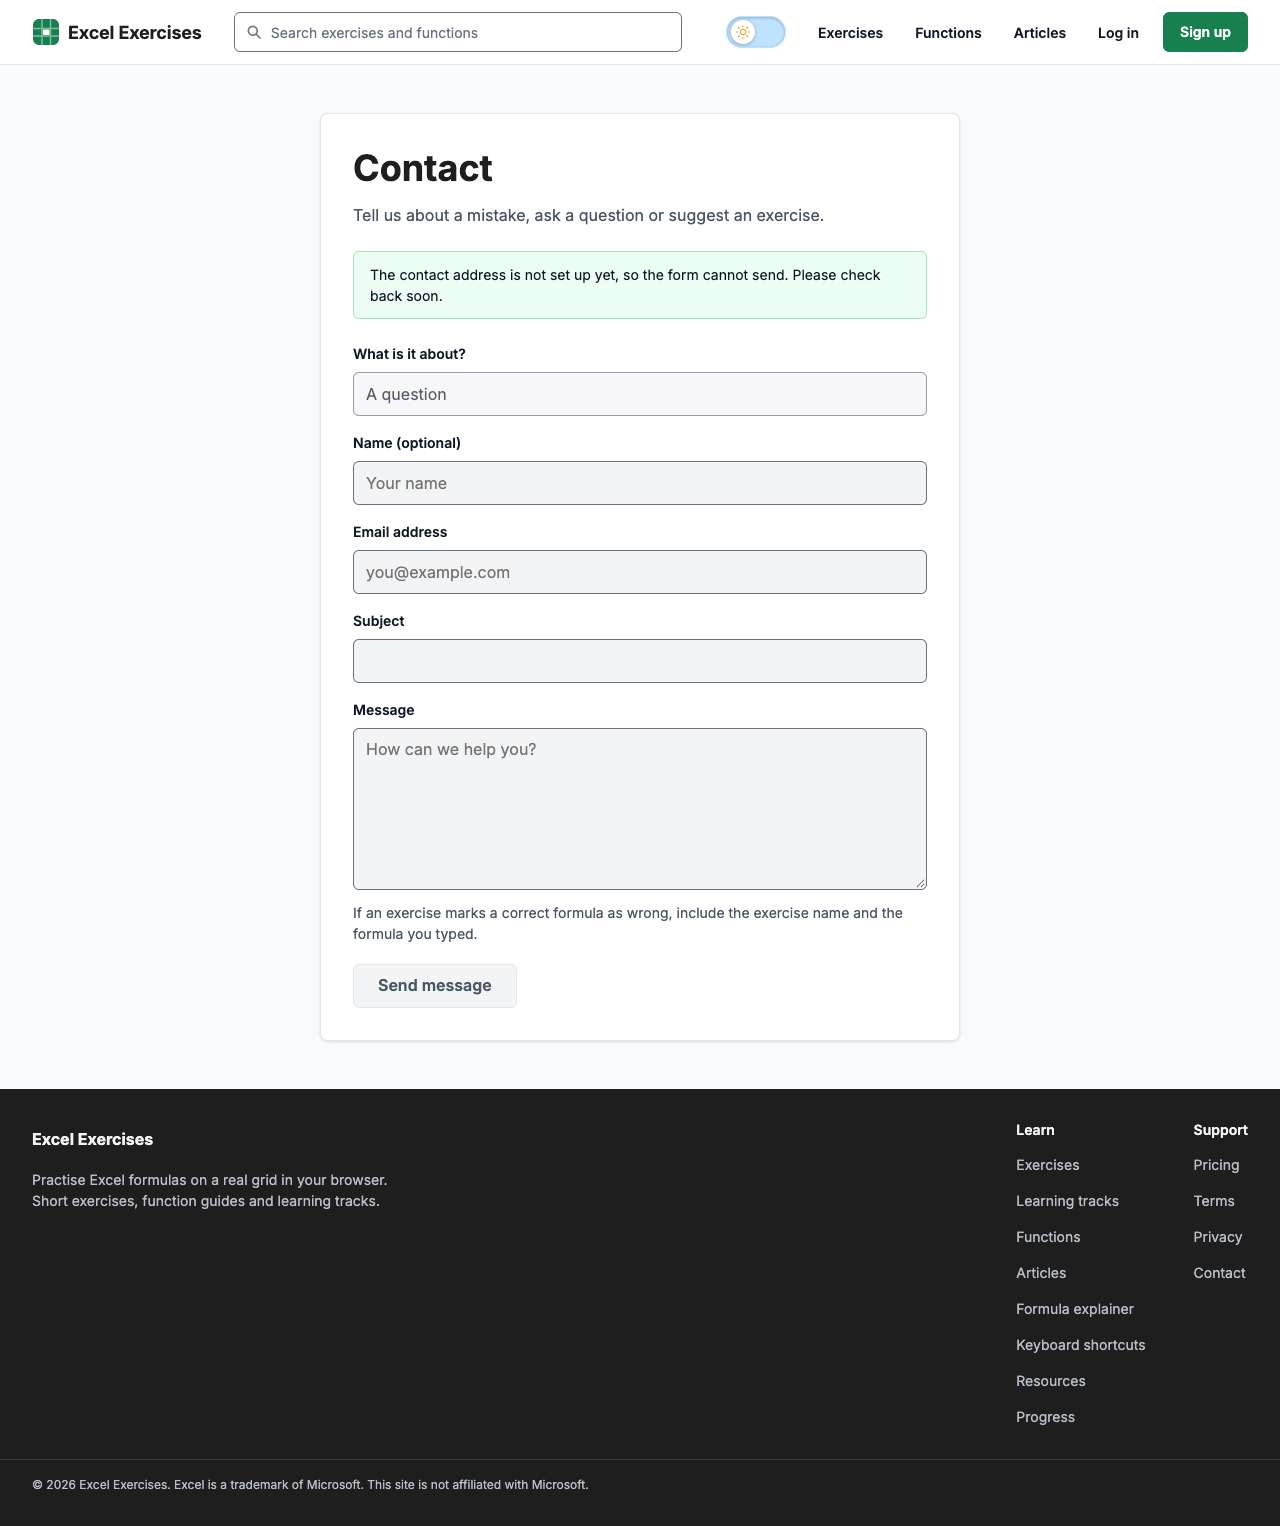 Excel Exercises
Search exercises and functions
Exercises
Functions
Articles
Log in
Sign up
Contact
Tell us about a mistake, ask a question or suggest an exercise.
The contact address is not set up yet, so the form cannot send. Please check
back soon.
What is it about?
A question
Name (optional)
Your name
Email address
you@example.com
Subject
Message
How can we help you?
If an exercise marks a correct formula as wrong, include the exercise name and the
formula you typed.
Send message
Excel Exercises
Practise Excel formulas on a real grid in your browser.
Short exercises, function guides and learning tracks.
Learn
Exercises
Learning tracks
Functions
Articles
Formula explainer
Keyboard shortcuts
Resources
Progress
Support
Pricing
Terms
Privacy
Contact
© 2026 Excel Exercises. Excel is a trademark of Microsoft. This site is not affiliated with Microsoft.